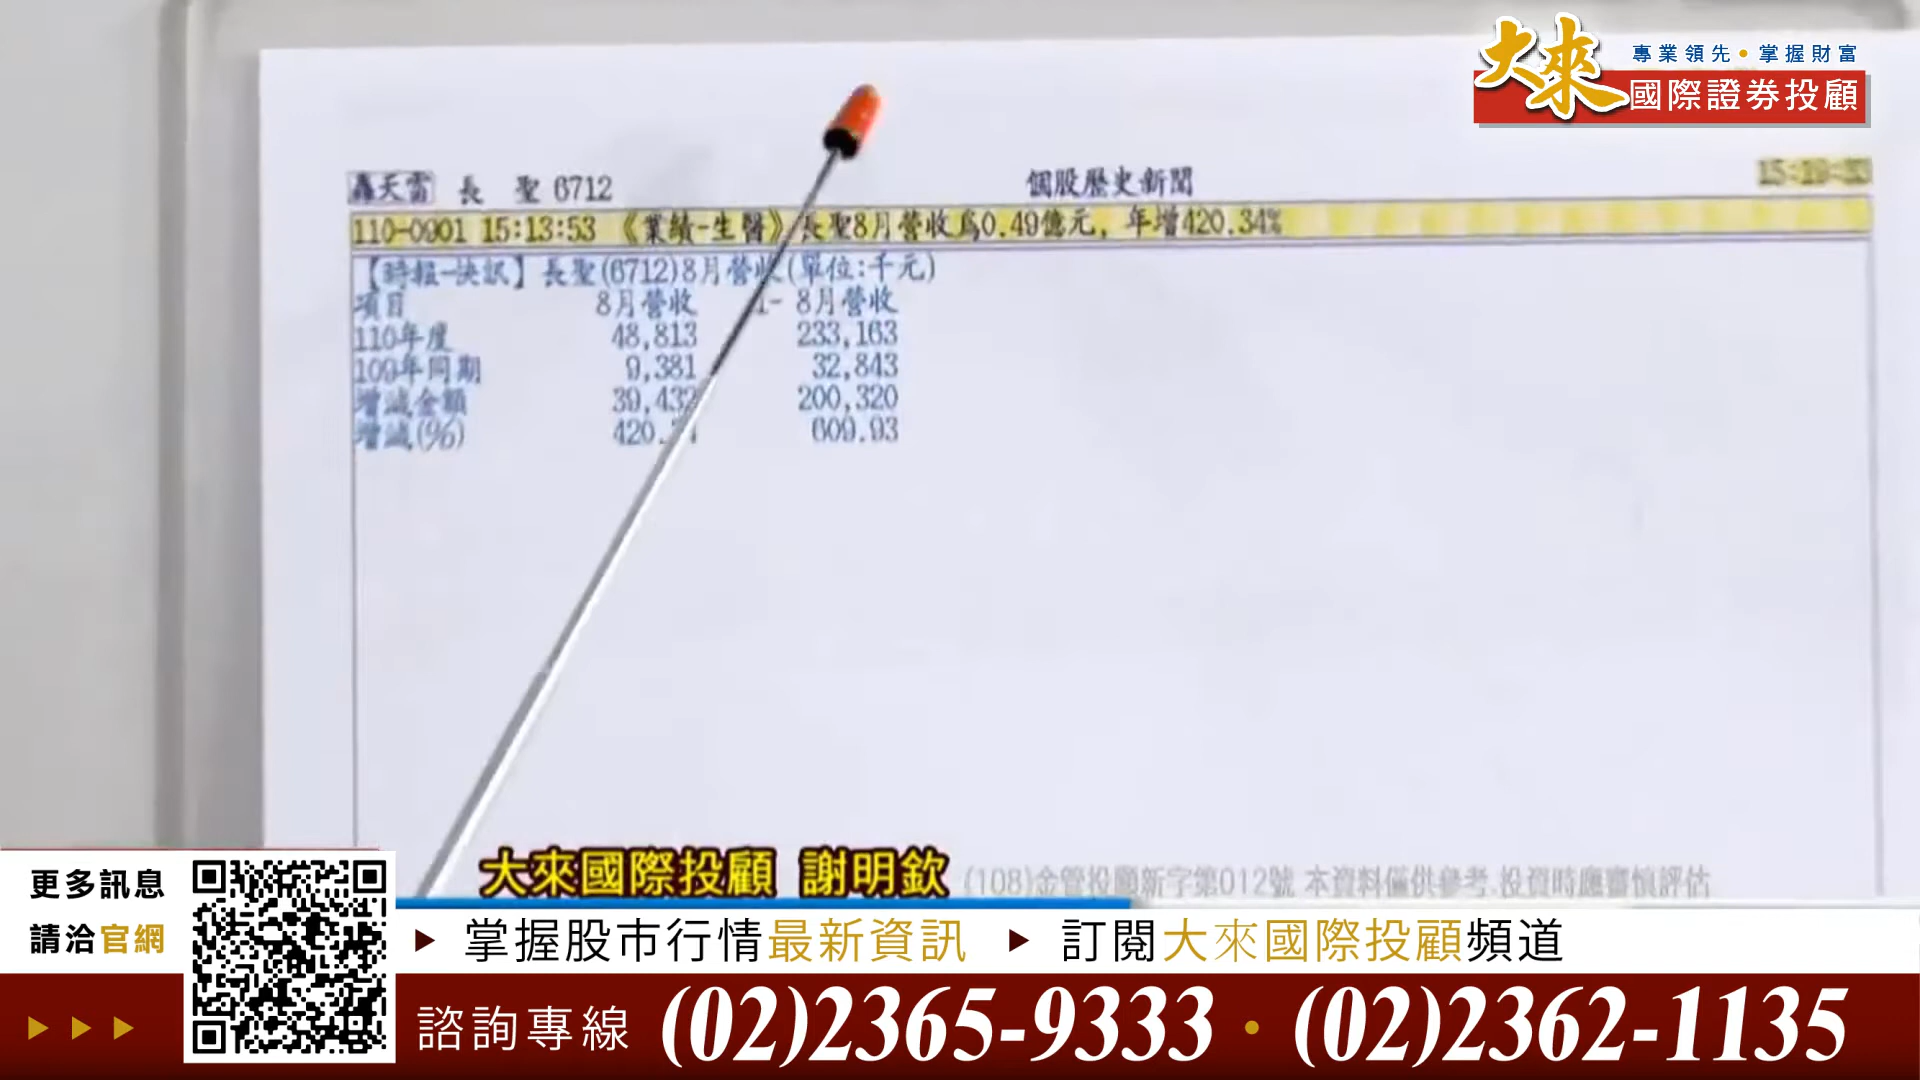 大來
專業領先•掌握財富
國際證券投顧
轟天雷 長 聖 6712 個股歷史新聞
110-0901 15:13:53 《業績-生醫》長聖8月營收為0.49億元, 年增420.34%
【時報-快訊】長聖(6712)8月營收(單位:千元)
項目 8月營收 1- 8月營收
110年度 48,813 233,163
109年同期 9,381 32,843
增減金額 39,432 200,320
增減(%) 420. 609.93
大來國際投顧 謝明欽 (108)金管投顧新字第012號 本資料僅供參考,投資時應審慎評估
更多訊息
請洽官網
掌握股市行情最新資訊 訂閱大來國際投顧頻道
諮詢專線 (02)2365-9333 • (02)2362-1135